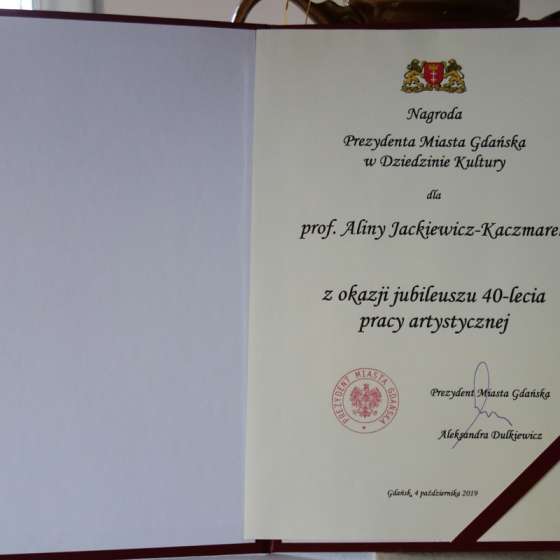 Nagroda
Prezydenta Miasta Gdańska
w Dziedzinie Kultury
dla
prof. Aliny Jackiewicz-Kaczmare
z okazji jubileuszu 40-lecia
pracy artystycznej
PREZYDENT MIASTA GDAŃSKA
Prezydent Miasta Gdańska
Aleksandra Dulkiewicz
Gdańsk, 4 października 2019